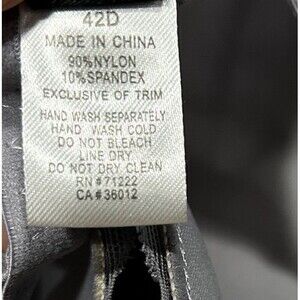 42D
MADE IN CHINA
90%NYLON
10%SPANDEX
EXCLUSIVE OF TRIM
HAND WASH SEPARATELY
HAND WASH COLD
DO NOT BLEACH
LINE DRY
DO NOT DRY CLEAN
RN#71222
CA#36012